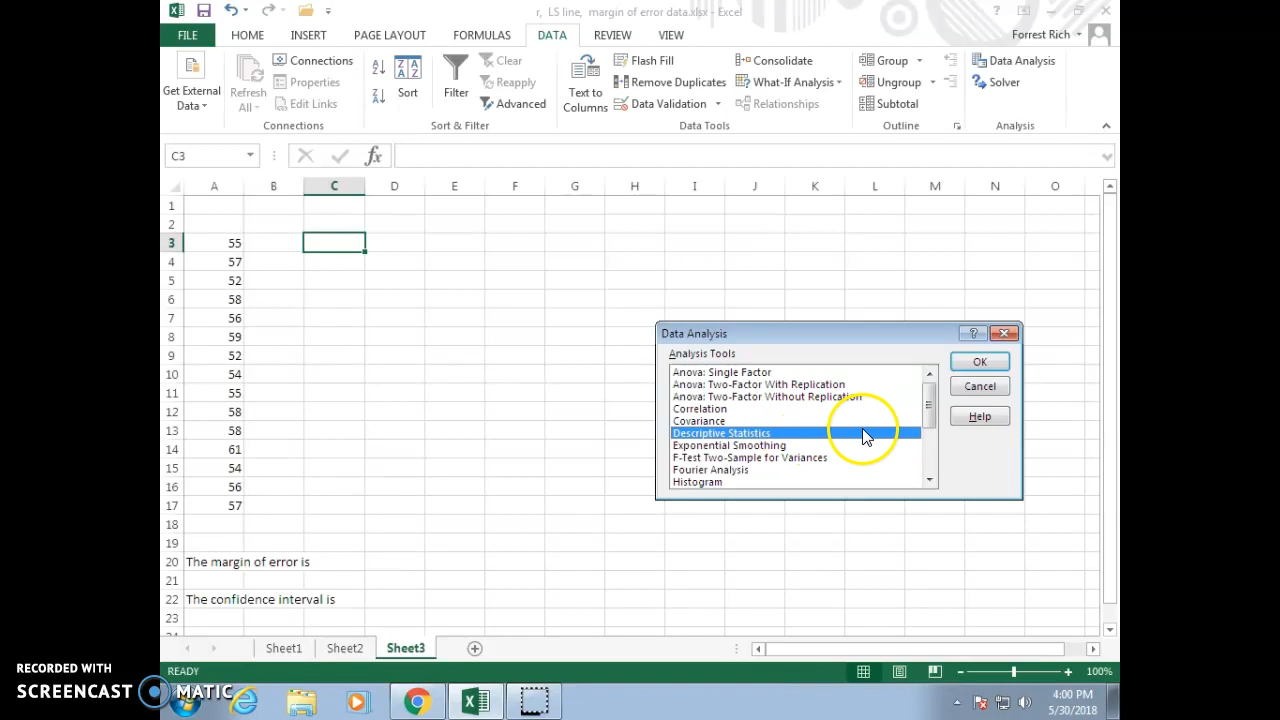 r, LS line, margin of error data.xlsx - Excel
FILE HOME INSERT PAGE LAYOUT FORMULAS DATA REVIEW VIEW Forrest Rich
Get External Data
Refresh All
Connections
Properties
Edit Links
Connections
Sort
Filter
Clear
Reapply
Advanced
Sort & Filter
Text to Columns
Flash Fill
Remove Duplicates
Data Validation
Consolidate
What-If Analysis
Relationships
Data Tools
Group
Ungroup
Subtotal
Outline
Data Analysis
Solver
Analysis
C3 fx
A B C D E F G H I J K L M N O
1
2
3 55
4 57
5 52
6 58
7 56
8 59
9 52
10 54
11 55
12 58
13 58
14 61
15 54
16 56
17 57
18
19
20 The margin of error is
21
22 The confidence interval is
23
24
Data Analysis
Analysis Tools
Anova: Single Factor
Anova: Two-Factor With Replication
Anova: Two-Factor Without Replication
Correlation
Covariance
Descriptive Statistics
Exponential Smoothing
F-Test Two-Sample for Variances
Fourier Analysis
Histogram
OK
Cancel
Help
Sheet1 Sheet2 Sheet3
READY 100%
RECORDED WITH
SCREENCAST MATIC
4:00 PM
5/30/2018